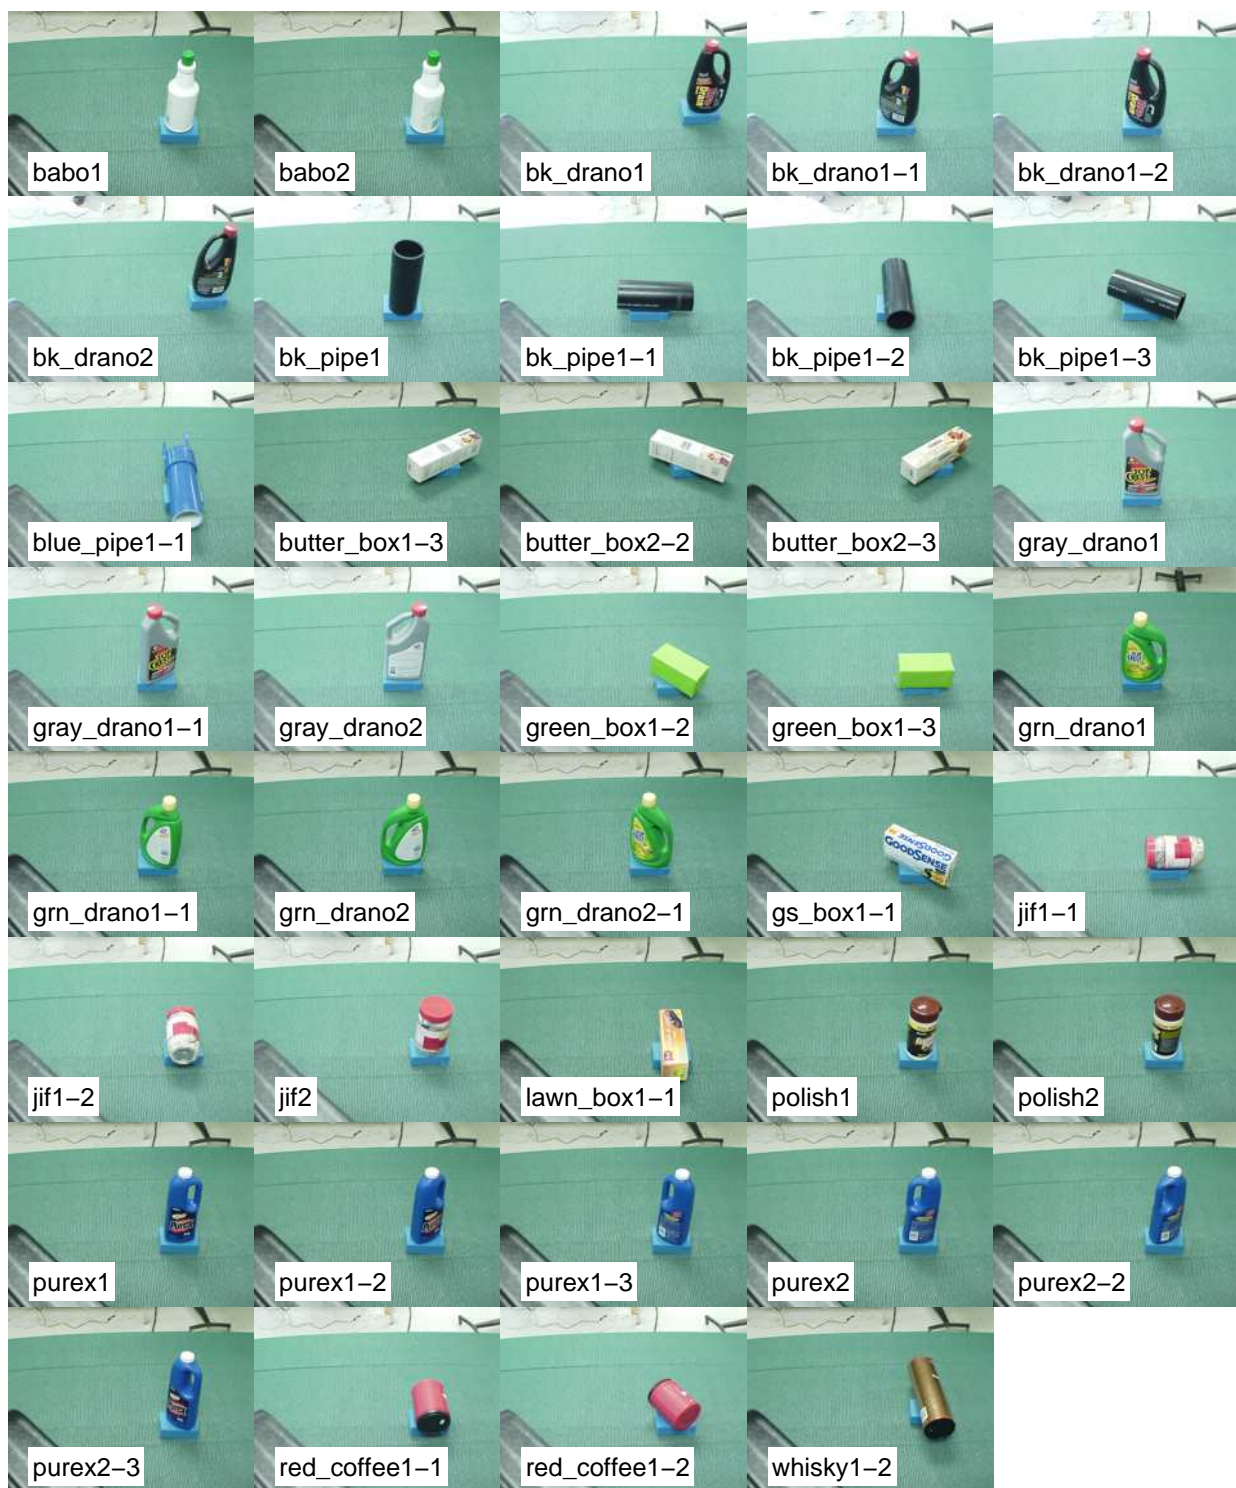 babo1
babo2
bk_drano1
bk_drano1−1
bk_drano1−2
bk_drano2
bk_pipe1
bk_pipe1−1
bk_pipe1−2
bk_pipe1−3
blue_pipe1−1
butter_box1−3
butter_box2−2
butter_box2−3
gray_drano1
gray_drano1−1
gray_drano2
green_box1−2
green_box1−3
grn_drano1
grn_drano1−1
grn_drano2
grn_drano2−1
GOODSENSE
GOODSENSE
gs_box1−1
jif1−1
jif1−2
jif2
lawn_box1−1
polish1
polish2
Purex
purex1
purex1−2
purex1−3
purex2
purex2−2
purex2−3
red_coffee1−1
red_coffee1−2
whisky1−2